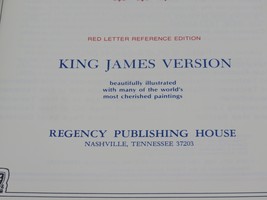 RED LETTER REFERENCE EDITION
KING JAMES VERSION
beautifully illustrated
with many of the world's
most cherished paintings
REGENCY PUBLISHING HOUSE
NASHVILLE, TENNESSEE 37203